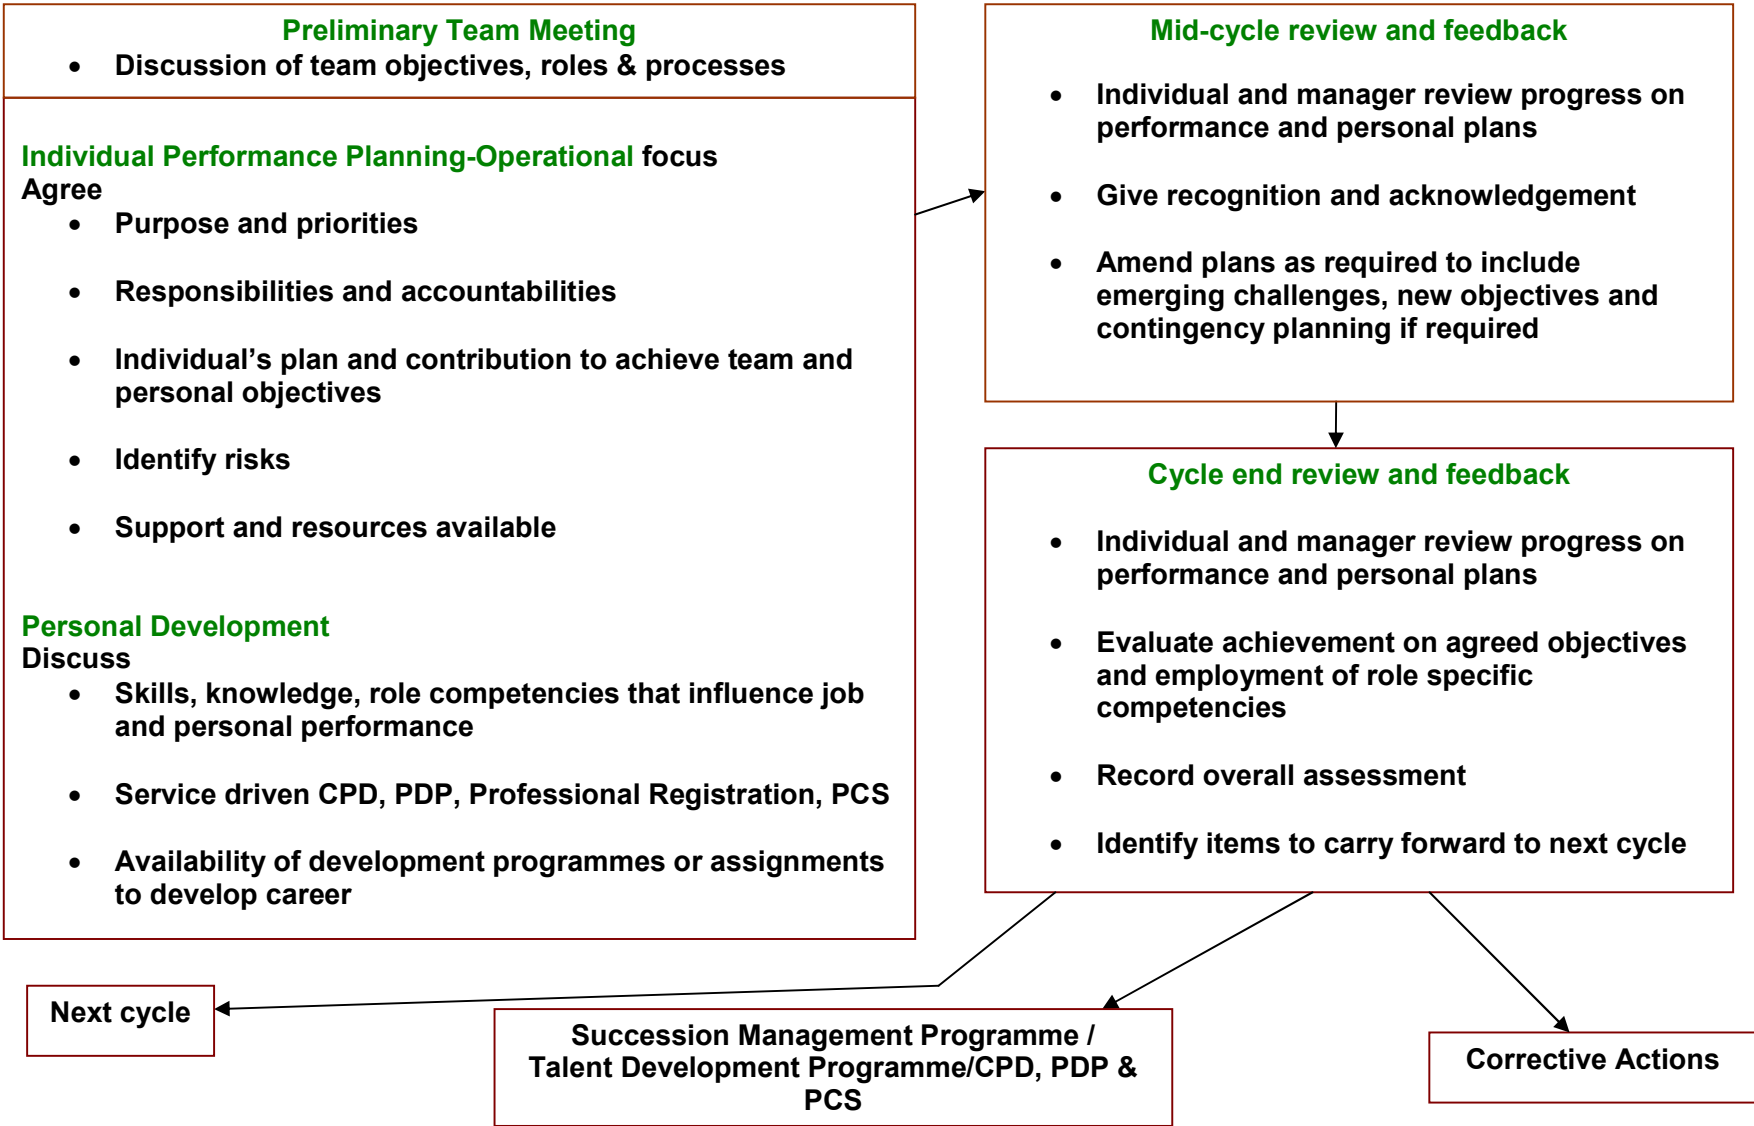 Preliminary Team Meeting
• Discussion of team objectives, roles & processes
Individual Performance Planning-Operational focus
Agree
• Purpose and priorities
• Responsibilities and accountabilities
• Individual’s plan and contribution to achieve team and
personal objectives
• Identify risks
• Support and resources available
Personal Development
Discuss
• Skills, knowledge, role competencies that influence job
and personal performance
• Service driven CPD, PDP, Professional Registration, PCS
• Availability of development programmes or assignments
to develop career
Mid-cycle review and feedback
• Individual and manager review progress on
performance and personal plans
• Give recognition and acknowledgement
• Amend plans as required to include
emerging challenges, new objectives and
contingency planning if required
Cycle end review and feedback
• Individual and manager review progress on
performance and personal plans
• Evaluate achievement on agreed objectives
and employment of role specific
competencies
• Record overall assessment
• Identify items to carry forward to next cycle
Next cycle
Succession Management Programme /
Talent Development Programme/CPD, PDP &
PCS
Corrective Actions